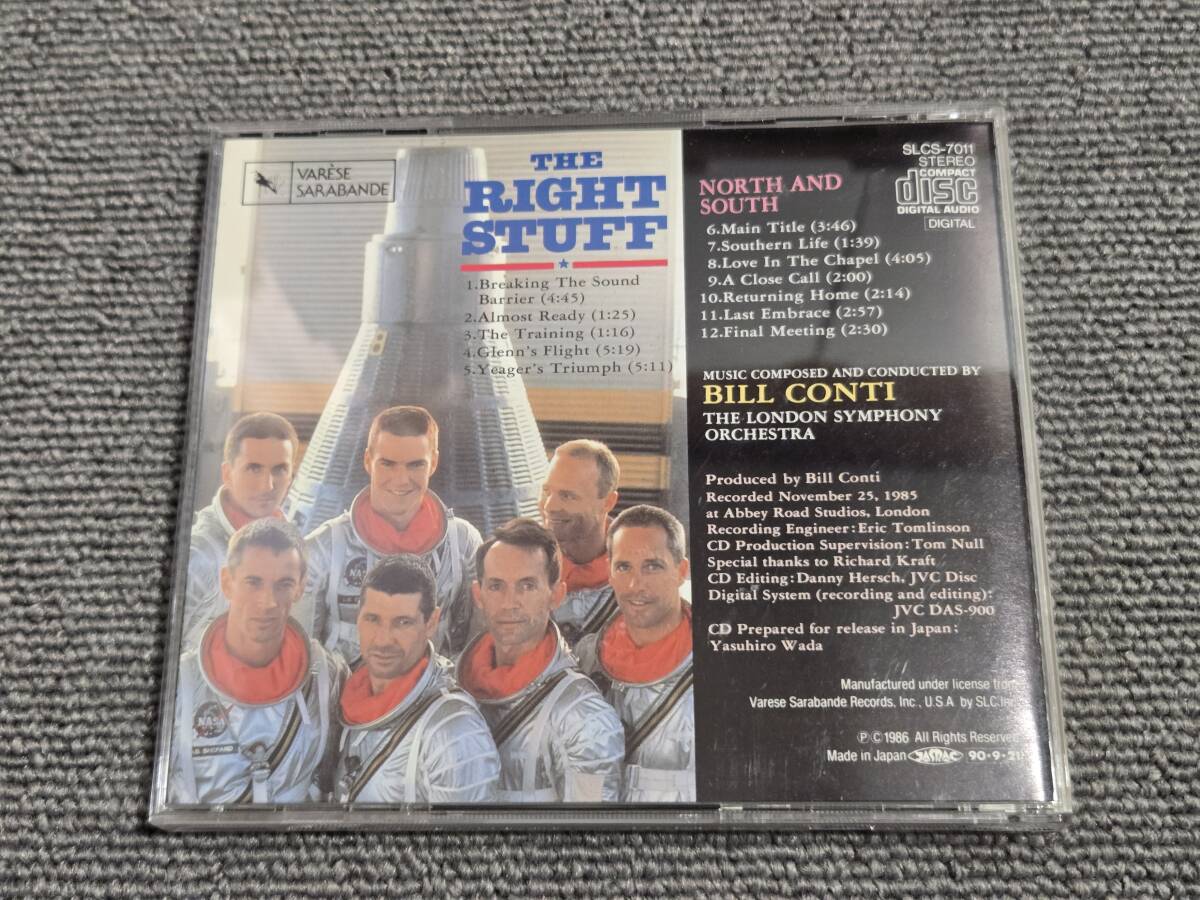 VARÈSE
SARABANDE
THE
RIGHT
STUFF
1.Breaking The Sound
Barrier (4:45)
2.Almost Ready (1:25)
3.The Training (1:16)
4.Glenn's Flight (5:19)
5.Yeager's Triumph (5:11)
NASA
NASA
SHEPARD
NORTH AND
SOUTH
6.Main Title (3:46)
7.Southern Life (1:39)
8.Love In The Chapel (4:05)
9.A Close Call (2:00)
10.Returning Home (2:14)
11.Last Embrace (2:57)
12.Final Meeting (2:30)
SLCS-7011
STEREO
COMPACT
disc
DIGITAL AUDIO
DIGITAL
MUSIC COMPOSED AND CONDUCTED BY
BILL CONTI
THE LONDON SYMPHONY
ORCHESTRA
Produced by Bill Conti
Recorded November 25, 1985
at Abbey Road Studios, London
Recording Engineer:Eric Tomlinson
CD Production Supervision:Tom Null
Special thanks to Richard Kraft
CD Editing:Danny Hersch, JVC Disc
Digital System (recording and editing):
JVC DAS-900
CD Prepared for release in Japan:
Yasuhiro Wada
Manufactured under license from
Varese Sarabande Records, Inc., U.S.A by SLC.Inc.
Ⓟ©1986 All Rights Reserved
Made in Japan JASRAC 90·9·21